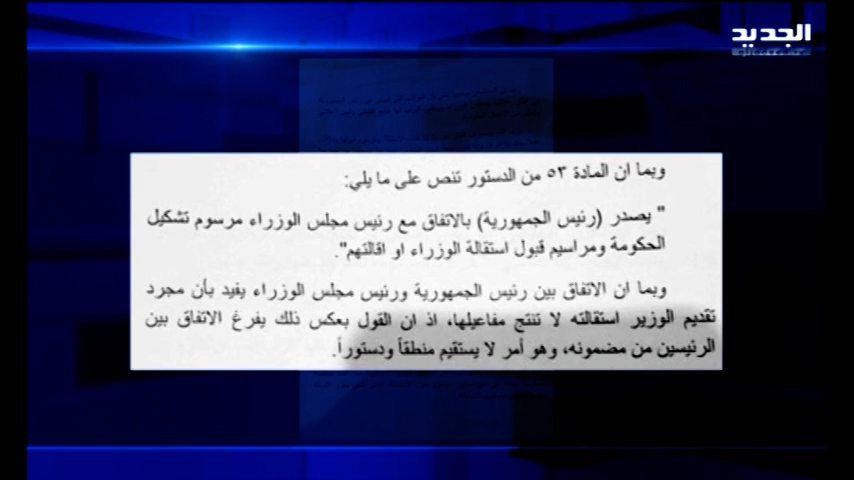 الجديد
وبما ان المادة ٥٣ من الدستور تنص على ما يلي:
" يصدر (رئيس الجمهورية) بالاتفاق مع رئيس مجلس الوزراء مرسوم تشكيل
الحكومة ومراسيم قبول استقالة الوزراء او اقالتهم".
وبما ان الاتفاق بين رئيس الجمهورية ورئيس مجلس الوزراء يفيد بأن مجرد
تقديم الوزير استقالته لا تنتج مفاعيلها، اذ ان القول بعكس ذلك يفرغ الاتفاق بين
الرئيسين من مضمونه، وهو أمر لا يستقيم منطقاً ودستوراً.